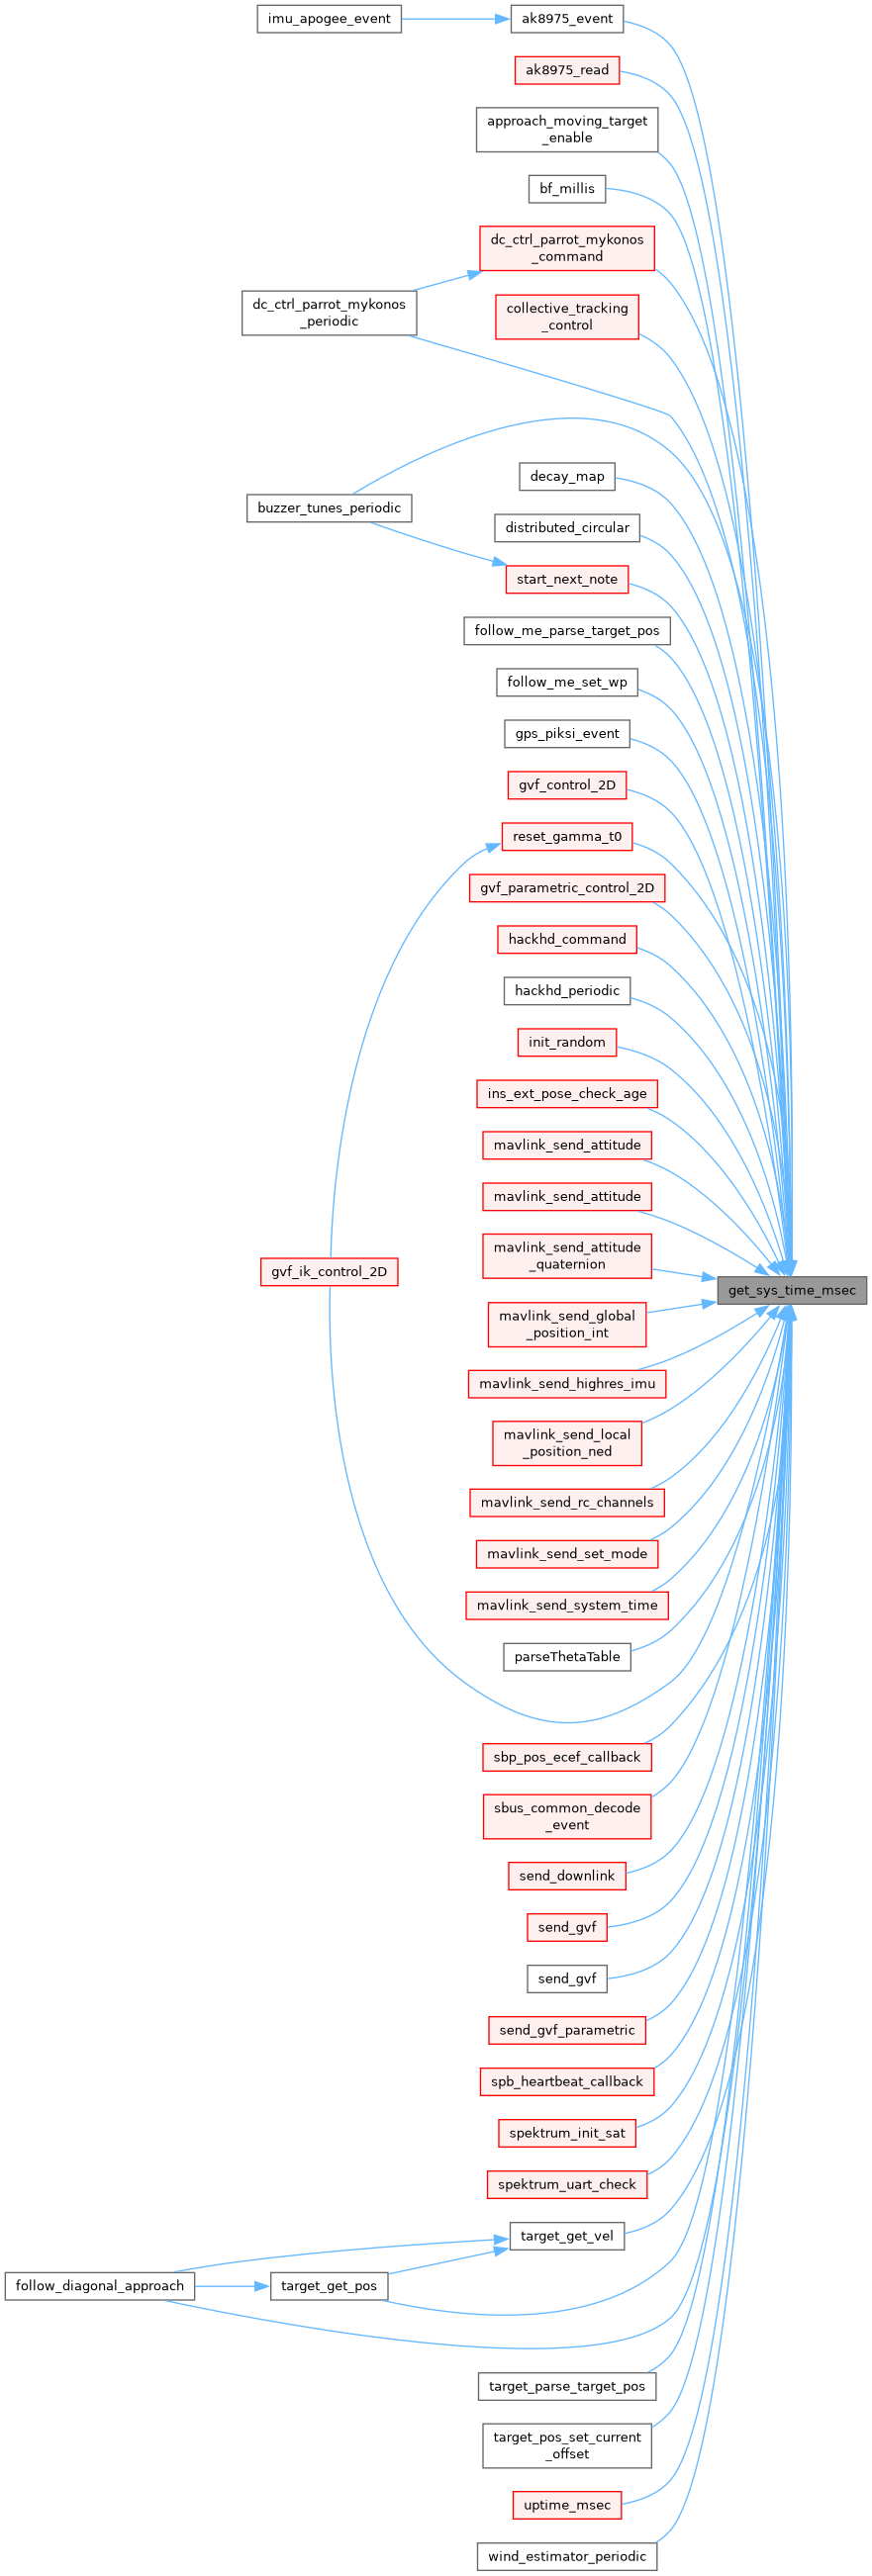 imu_apogee_event
ak8975_event
ak8975_read
approach_moving_target
_enable
bf_millis
dc_ctrl_parrot_mykonos
_command
dc_ctrl_parrot_mykonos
_periodic
collective_tracking
_control
decay_map
buzzer_tunes_periodic
distributed_circular
start_next_note
follow_me_parse_target_pos
follow_me_set_wp
gps_piksi_event
gvf_control_2D
reset_gamma_t0
gvf_parametric_control_2D
hackhd_command
hackhd_periodic
init_random
ins_ext_pose_check_age
mavlink_send_attitude
mavlink_send_attitude
mavlink_send_attitude
_quaternion
gvf_ik_control_2D
get_sys_time_msec
mavlink_send_global
_position_int
mavlink_send_highres_imu
mavlink_send_local
_position_ned
mavlink_send_rc_channels
mavlink_send_set_mode
mavlink_send_system_time
parseThetaTable
sbp_pos_ecef_callback
sbus_common_decode
_event
send_downlink
send_gvf
send_gvf
send_gvf_parametric
spb_heartbeat_callback
spektrum_init_sat
spektrum_uart_check
target_get_vel
follow_diagonal_approach
target_get_pos
target_parse_target_pos
target_pos_set_current
_offset
uptime_msec
wind_estimator_periodic